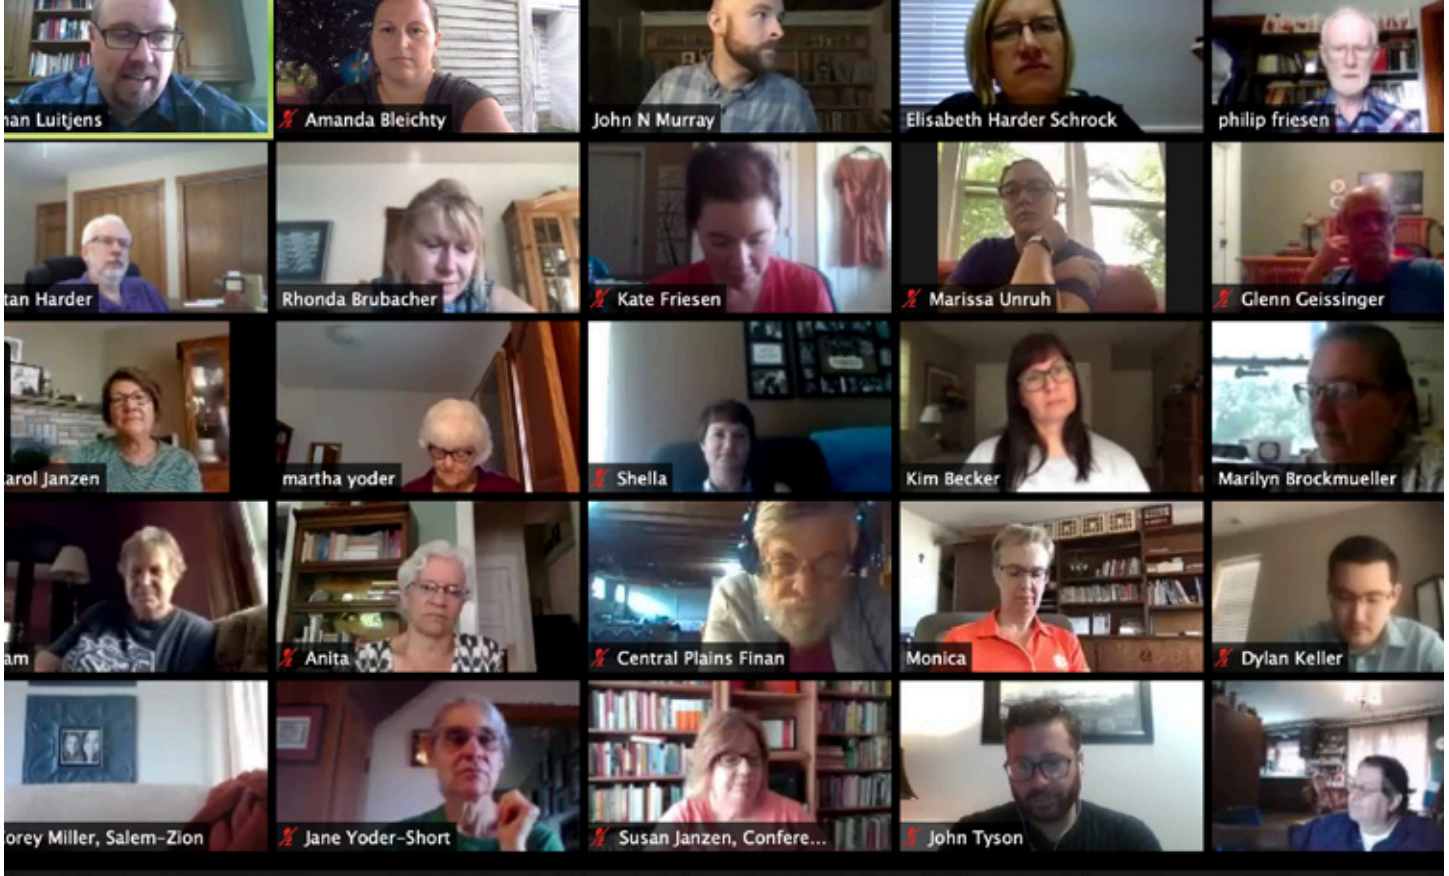 nan Luitjens
Amanda Bleichty
John N Murray
Elisabeth Harder Schrock
philip friesen
tan Harder
Rhonda Brubacher
Kate Friesen
Marissa Unruh
Glenn Geissinger
arol Janzen
martha yoder
Shella
Kim Becker
Marilyn Brockmueller
am
Anita
Central Plains Finan
Monica
Dylan Keller
orey Miller, Salem-Zion
Jane Yoder-Short
Susan Janzen, Confere...
John Tyson